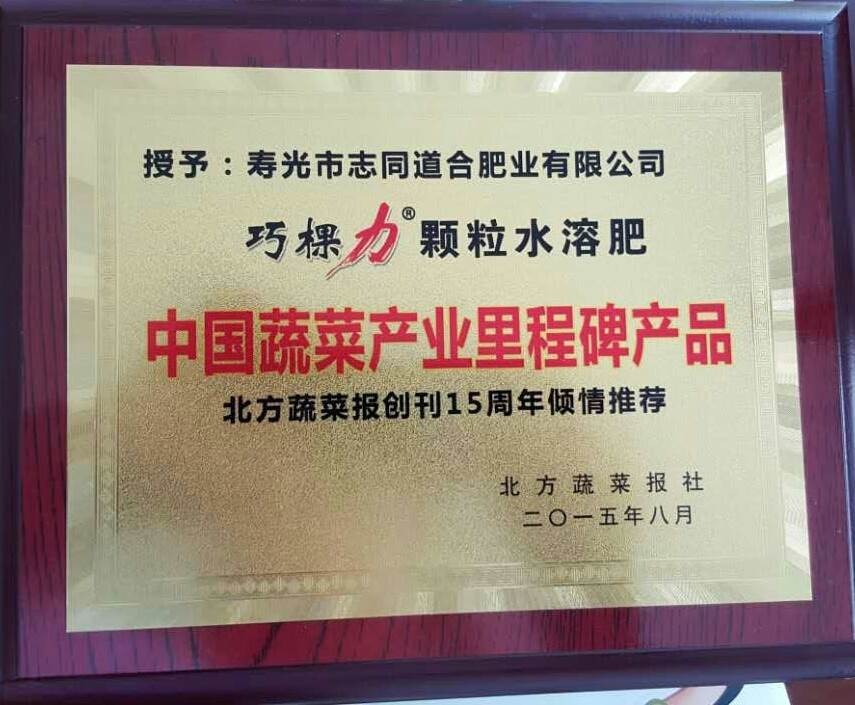 授予：寿光市志同道合肥业有限公司
巧棵力® 颗粒水溶肥
中国蔬菜产业里程碑产品
北方蔬菜报创刊15周年倾情推荐
北方蔬菜报社
二〇一五年八月